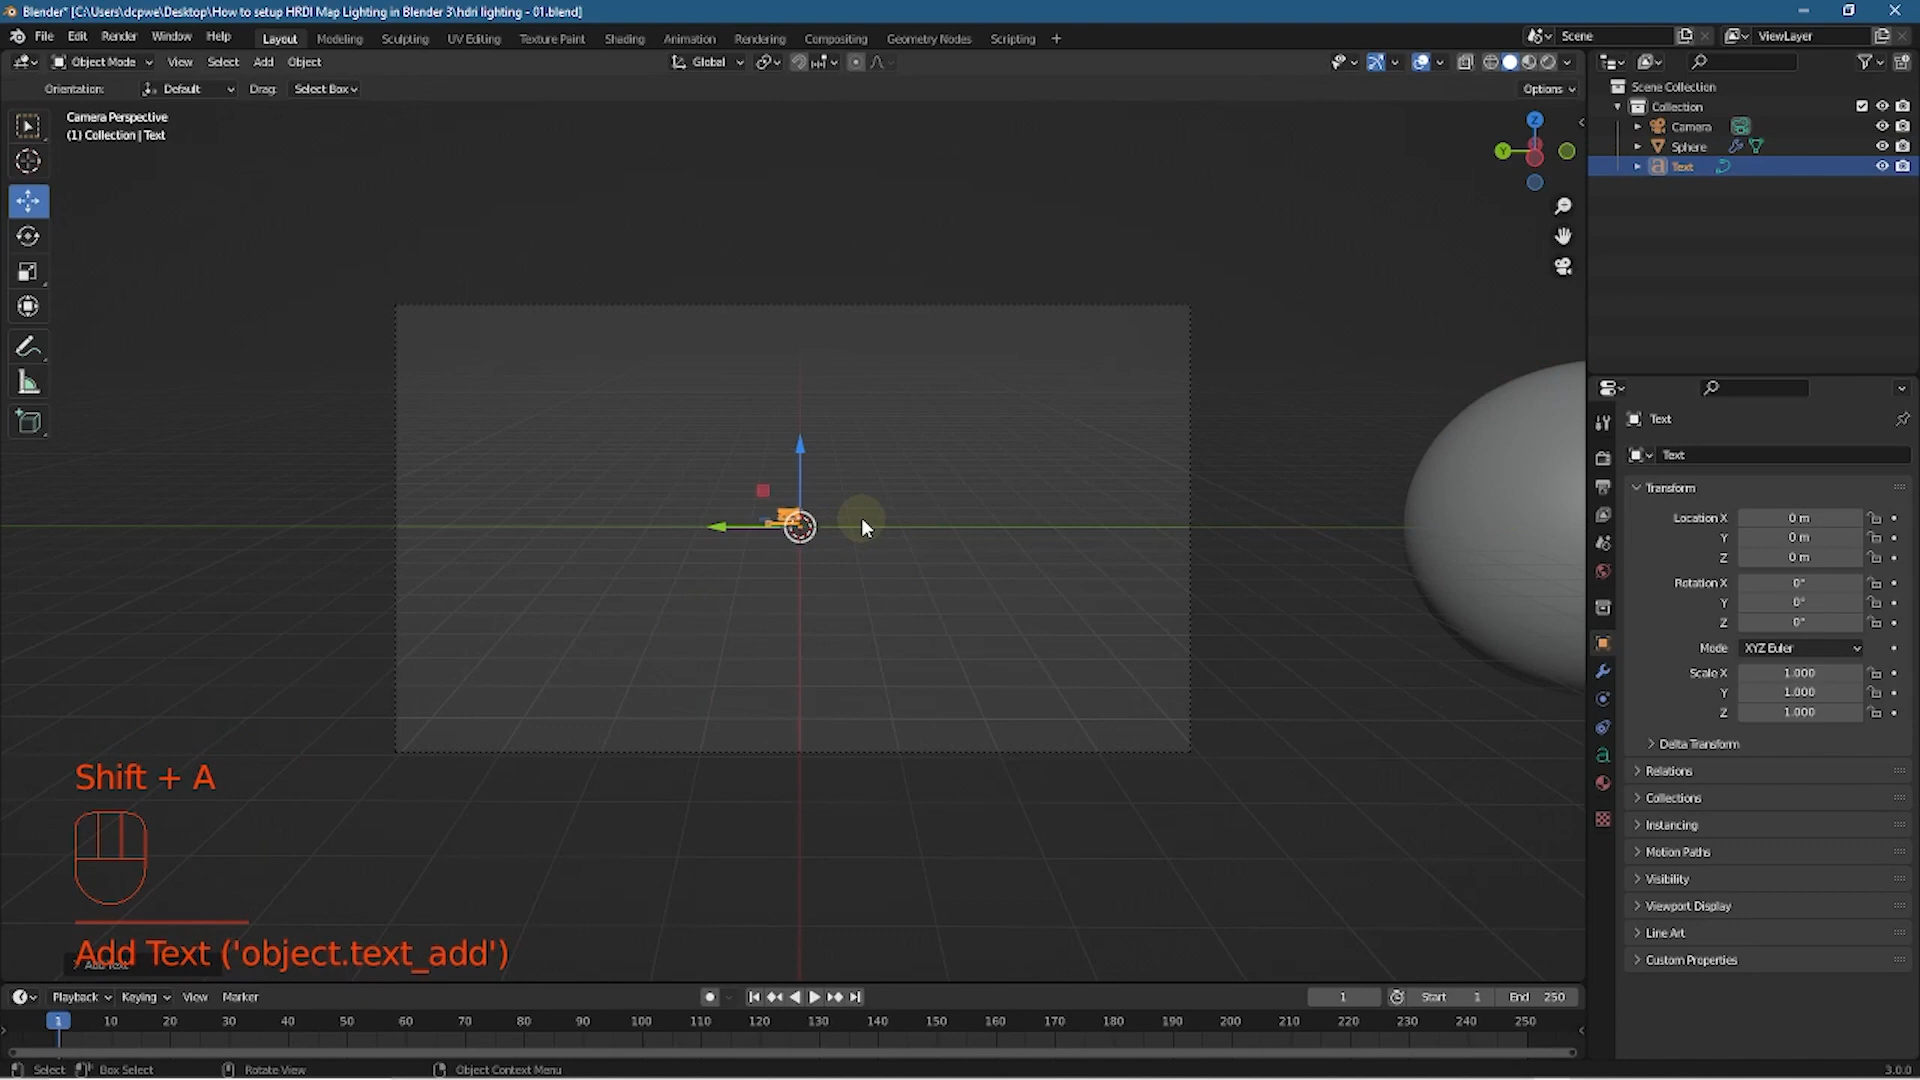 Blender* [C:\Users\dcpwe\Desktop\How to setup HRDI Map Lighting in Blender 3\hdri lighting - 01.blend]
File Edit Render Window Help Layout Modeling Sculpting UV Editing Texture Paint Shading Animation Rendering Compositing Geometry Nodes Scripting + Scene ViewLayer
Object Mode View Select Add Object Global
Orientation: Default Drag: Select Box Options
Camera Perspective
(1) Collection | Text
Z
Y
Scene Collection
Collection
Camera
Sphere
Text
Text
Text
Transform
Location X 0 m
Y 0 m
Z 0 m
Rotation X 0°
Y 0°
Z 0°
Mode XYZ Euler
Scale X 1.000
Y 1.000
Z 1.000
Delta Transform
Relations
Collections
Instancing
Motion Paths
Visibility
Viewport Display
Line Art
Custom Properties
Shift + A
Add Text ('object.text_add')
Add Text
Playback Keying View Marker 1 Start 1 End 250
1 10 20 30 40 50 60 70 80 90 100 110 120 130 140 150 160 170 180 190 200 210 220 230 240 250
Select Box Select Rotate View Object Context Menu 3.0.0